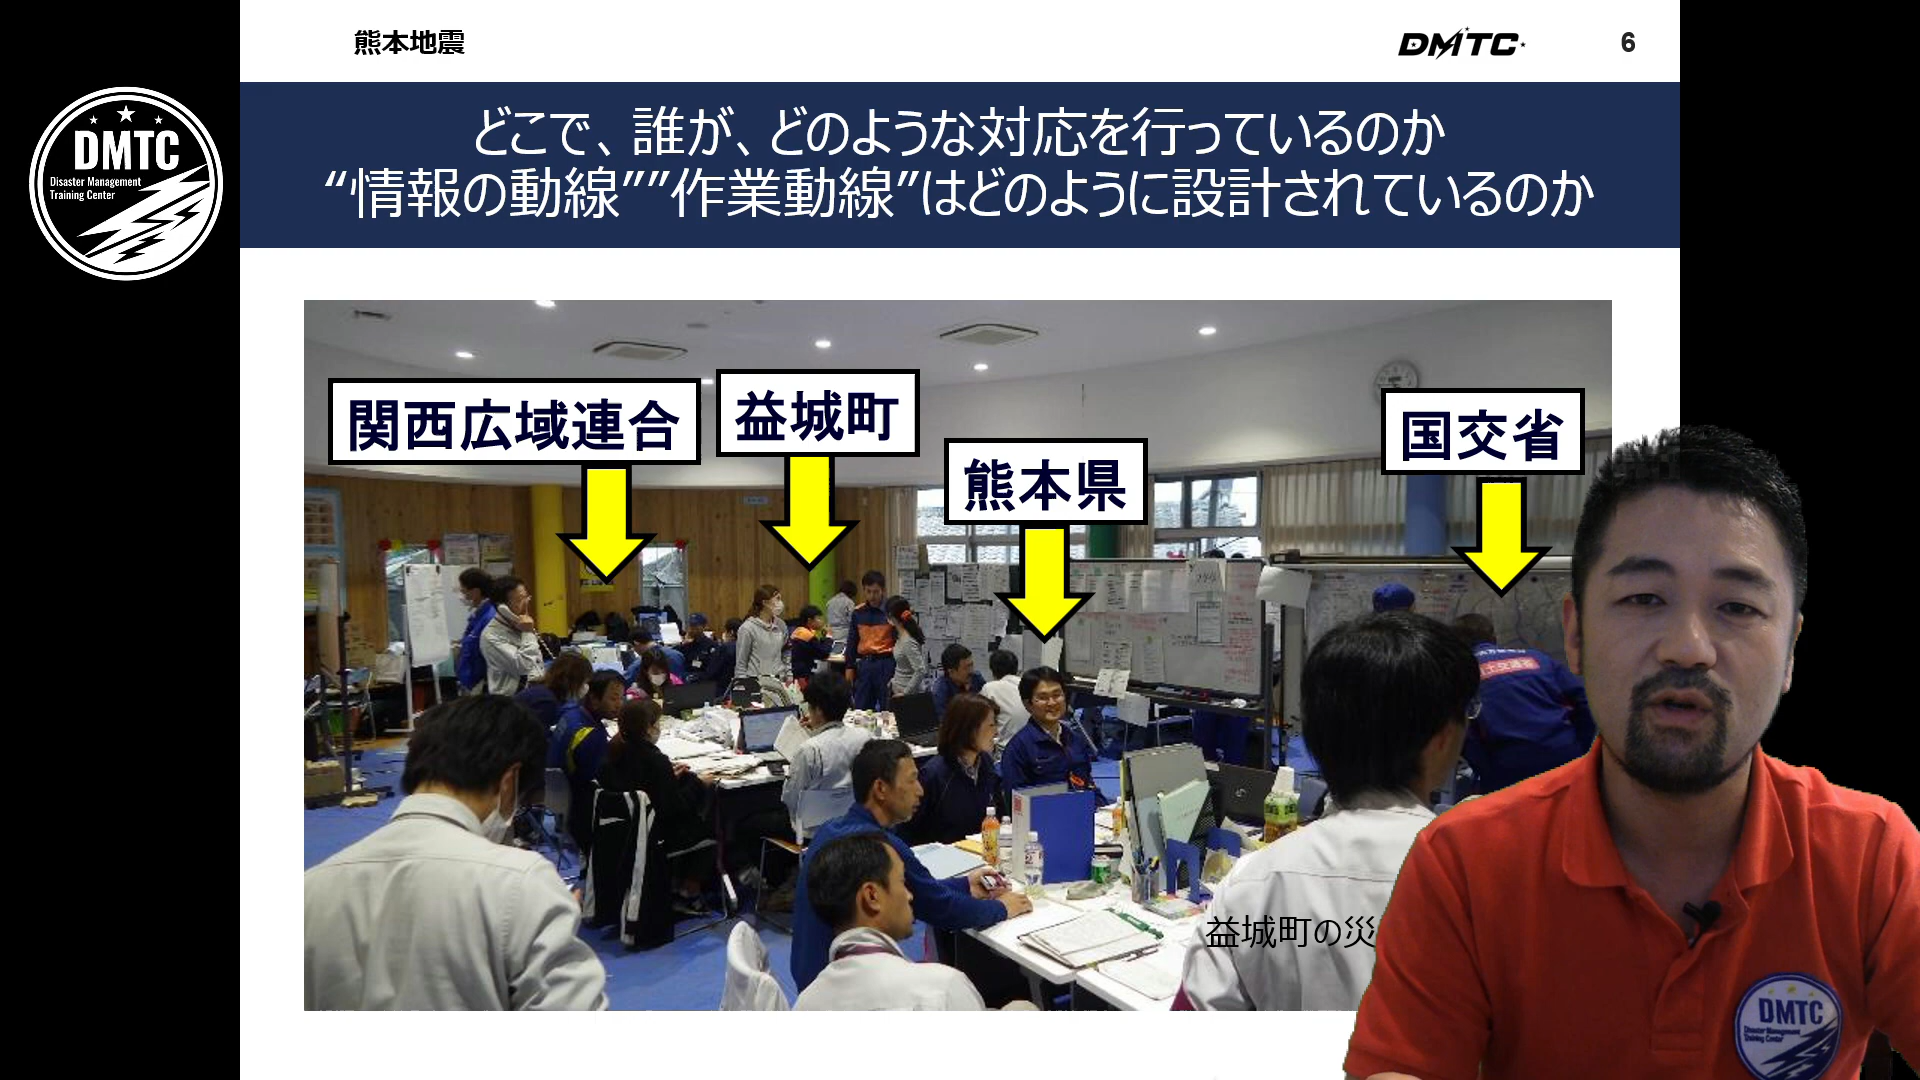 熊本地震
DMTC
6
DMTC
Disaster Management
Training Center
どこで、誰が、どのような対応を行っているのか
“情報の動線””作業動線”はどのように設計されているのか
関西広域連合
益城町
熊本県
国交省
益城町の災
DMTC
Disaster Management
Training Center